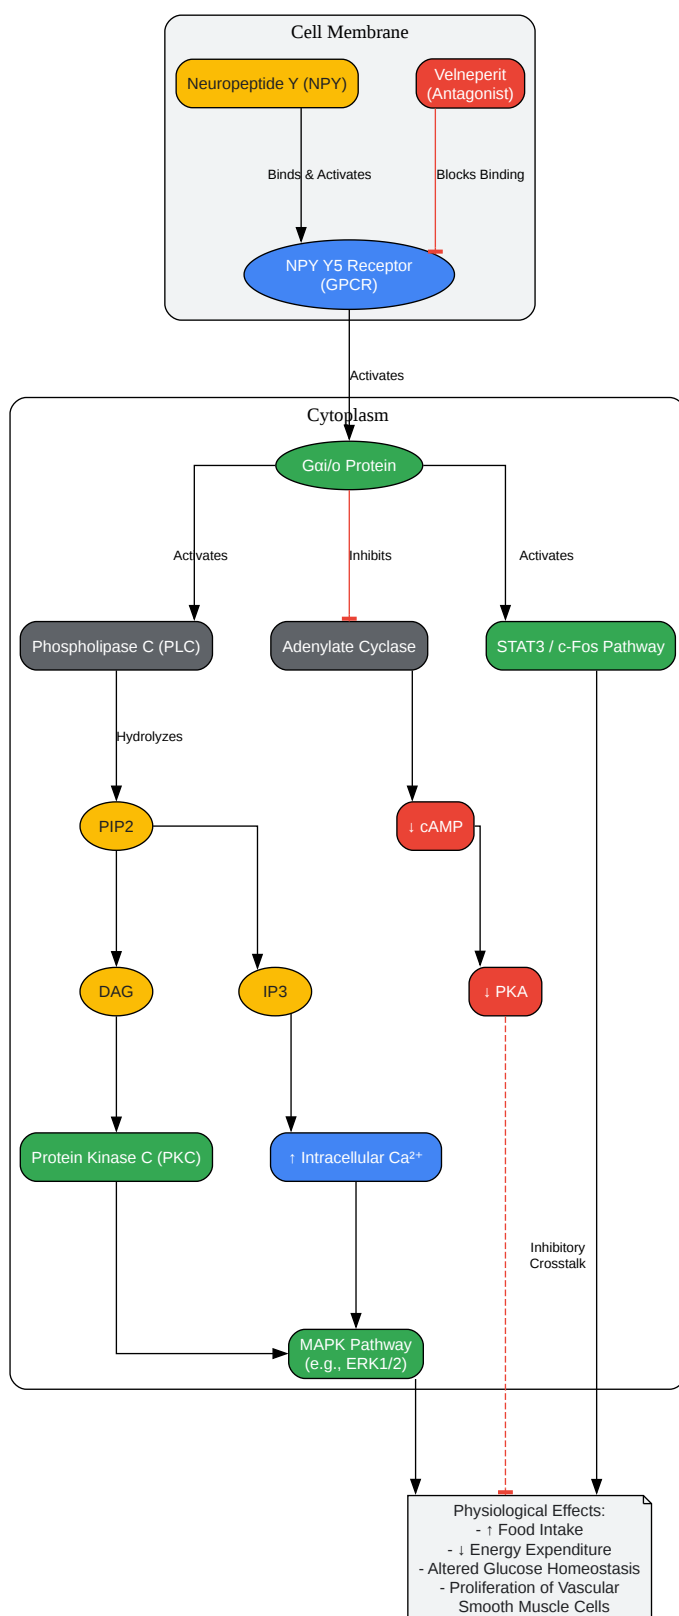 Cell Membrane
Neuropeptide Y (NPY)
Velneperit
(Antagonist)
Binds & Activates
Blocks Binding
NPY Y5 Receptor
(GPCR)
Activates
Cytoplasm
Gαi/o Protein
Activates
Inhibits
Activates
Phospholipase C (PLC)
Adenylate Cyclase
STAT3 / c-Fos Pathway
Hydrolyzes
PIP2
↓ cAMP
DAG
IP3
↓ PKA
Protein Kinase C (PKC)
↑ Intracellular Ca²⁺
Inhibitory
Crosstalk
MAPK Pathway
(e.g., ERK1/2)
Physiological Effects:
- ↑ Food Intake
- ↓ Energy Expenditure
- Altered Glucose Homeostasis
- Proliferation of Vascular
Smooth Muscle Cells